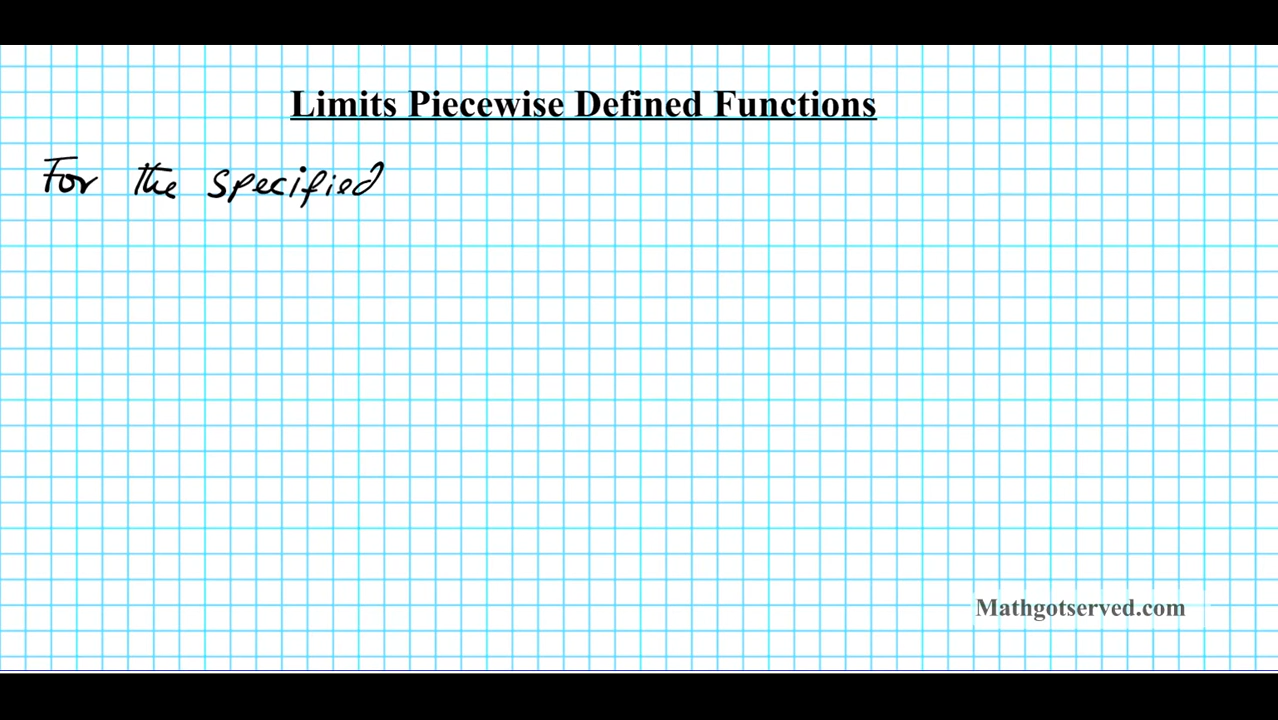 Limits Piecewise Defined Functions
For the specified
Mathgotserved.com